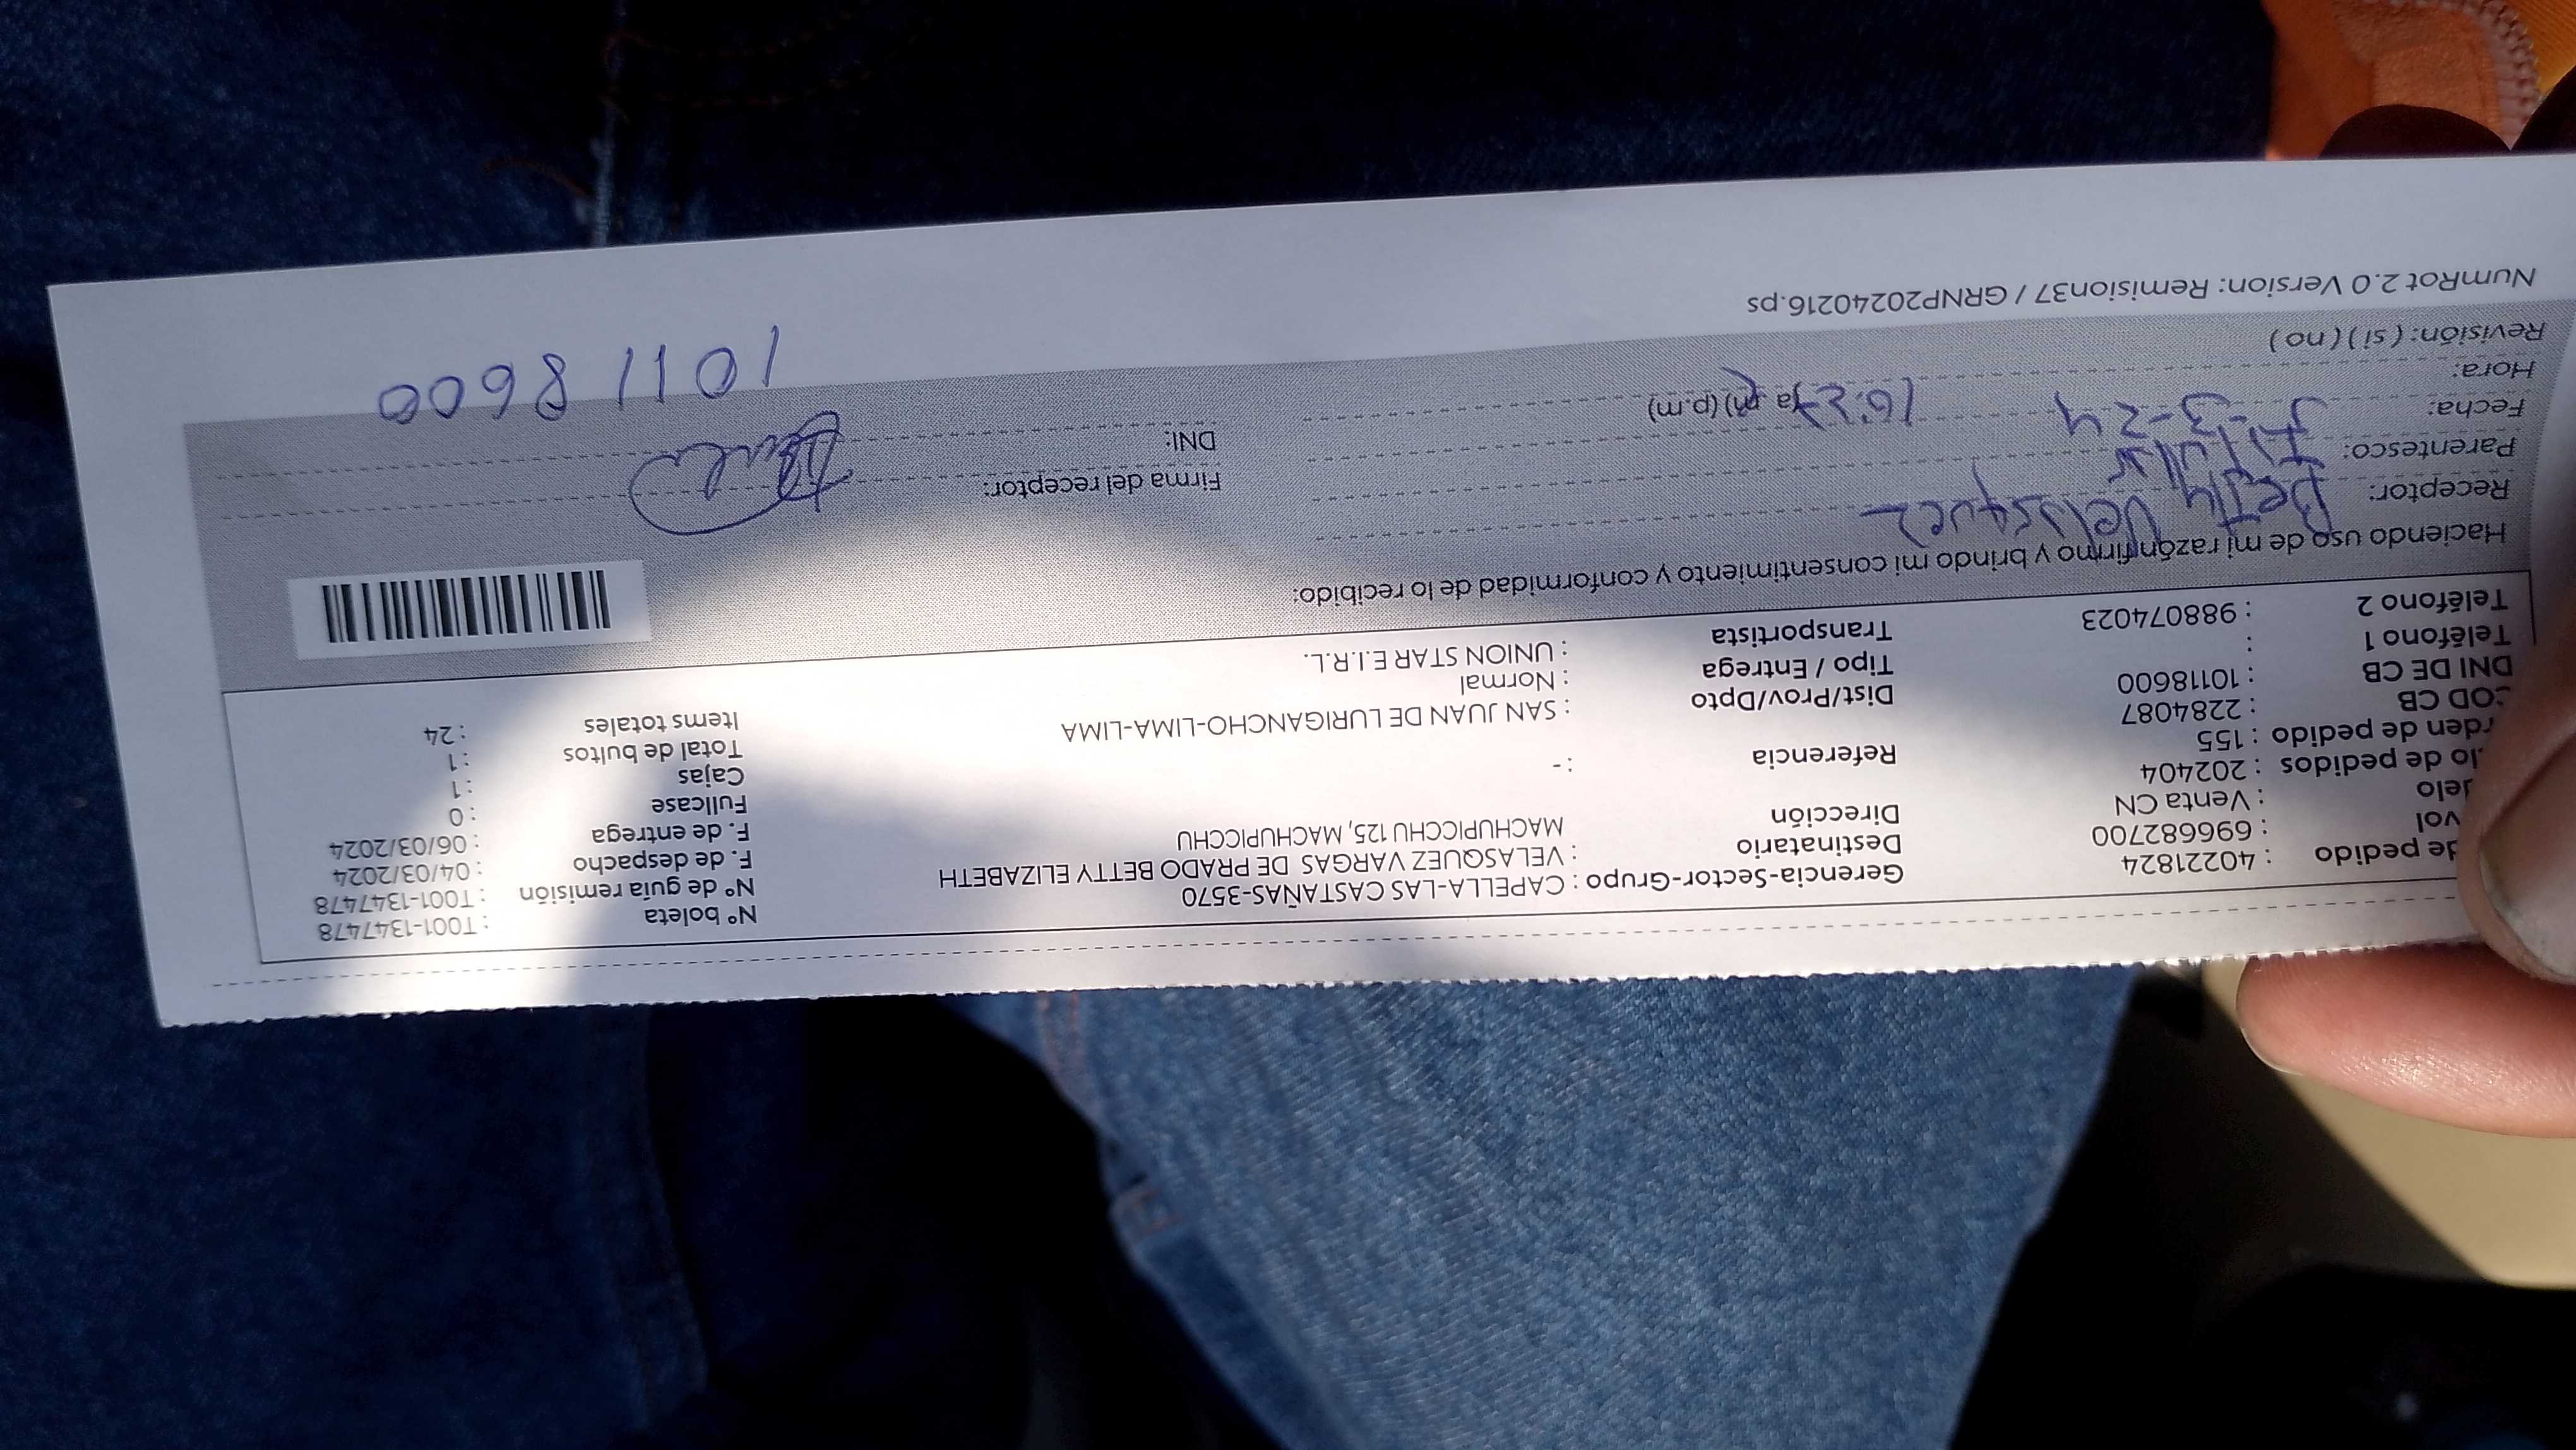 de pedido : 40221824
vol : 696682700
delo : Venta CN
lo de pedidos : 202404
rden de pedido : 155
COD CB : 2284087
DNI DE CB : 10118600
Teléfono 1 :
Teléfono 2 : 988074023
Gerencia-Sector-Grupo : CAPELLA-LAS CASTAÑAS-3570
Destinatario : VELASQUEZ VARGAS DE PRADO BETTY ELIZABETH
Dirección MACHUPICCHU 125, MACHUPICCHU
Referencia : -
Dist/Prov/Dpto : SAN JUAN DE LURIGANCHO-LIMA-LIMA
Tipo / Entrega : Normal
Transportista : UNION STAR E.I.R.L.
N° boleta : T001-1347478
N° de guía remisión : T001-1347478
F. de despacho : 04/03/2024
F. de entrega : 06/03/2024
Fullcase : 0
Cajas : 1
Total de bultos : 1
Items totales : 24
Haciendo uso de mi razón firmo y brindo mi consentimiento y conformidad de lo recibido:
Receptor: Betty Velasquez
Parentesco: Titular
Fecha: 5-3-24
Hora: 16:27 (a.m) (p.m)
Revisión: ( si ) ( no )
Firma del receptor:
DNI: 10118600
NumRot 2.0 Version: Remision37 / GRNP20240216.ps